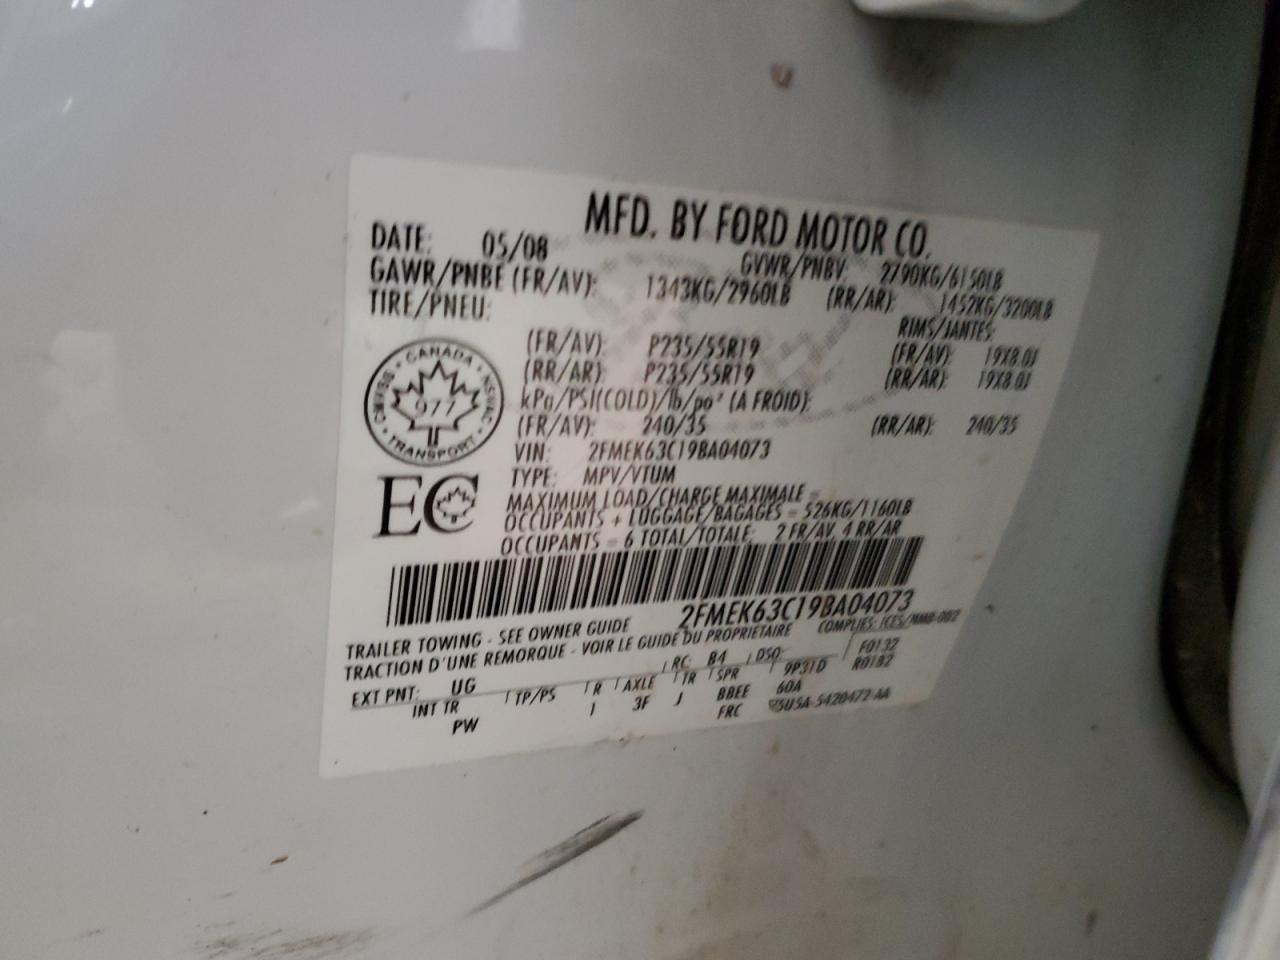 MFD. BY FORD MOTOR CO.
DATE: 05/08 GVWR/PNBV: 2790KG/6150LB
GAWR/PNBE (FR/AV): 1343KG/2960LB (RR/AR): 1452KG/3200LB
TIRE/PNEU: RIMS/JANTES:
(FR/AV): P235/55R19 (FR/AV): 19X8.0J
(RR/AR): P235/55R19 (RR/AR): 19X8.0J
kPa/PSI(COLD)/lb/po² (A FROID):
(FR/AV): 240/35 (RR/AR): 240/35
CANADA
977
TRANSPORT
VIN: 2FMEK63C19BA04073
TYPE: MPV/VTUM
EC
MAXIMUM LOAD/CHARGE MAXIMALE =
OCCUPANTS + LUGGAGE/BAGAGES = 526KG/1160LB
OCCUPANTS = 6 TOTAL/TOTALE: 2 FR/AV, 4 RR/AR
2FMEK63C19BA04073
TRAILER TOWING - SEE OWNER GUIDE COMPLIES: ICES/NMB-002
TRACTION D'UNE REMORQUE - VOIR LE GUIDE DU PROPRIETAIRE
EXT PNT: UG RC: B4 DSO: F0132
INT TR TP/PS R AXLE TR SPR 9P31D R0182
PW 1 3F J BBEE 60A
FRC 5U5A-5420472-AA